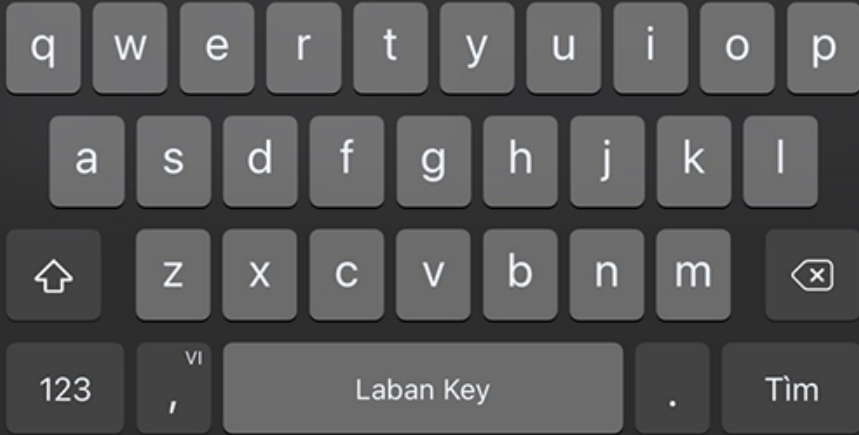 q w e r t y u i o p
a s d f g h j k l
z x c v b n m
123 VI , Laban Key . Tìm